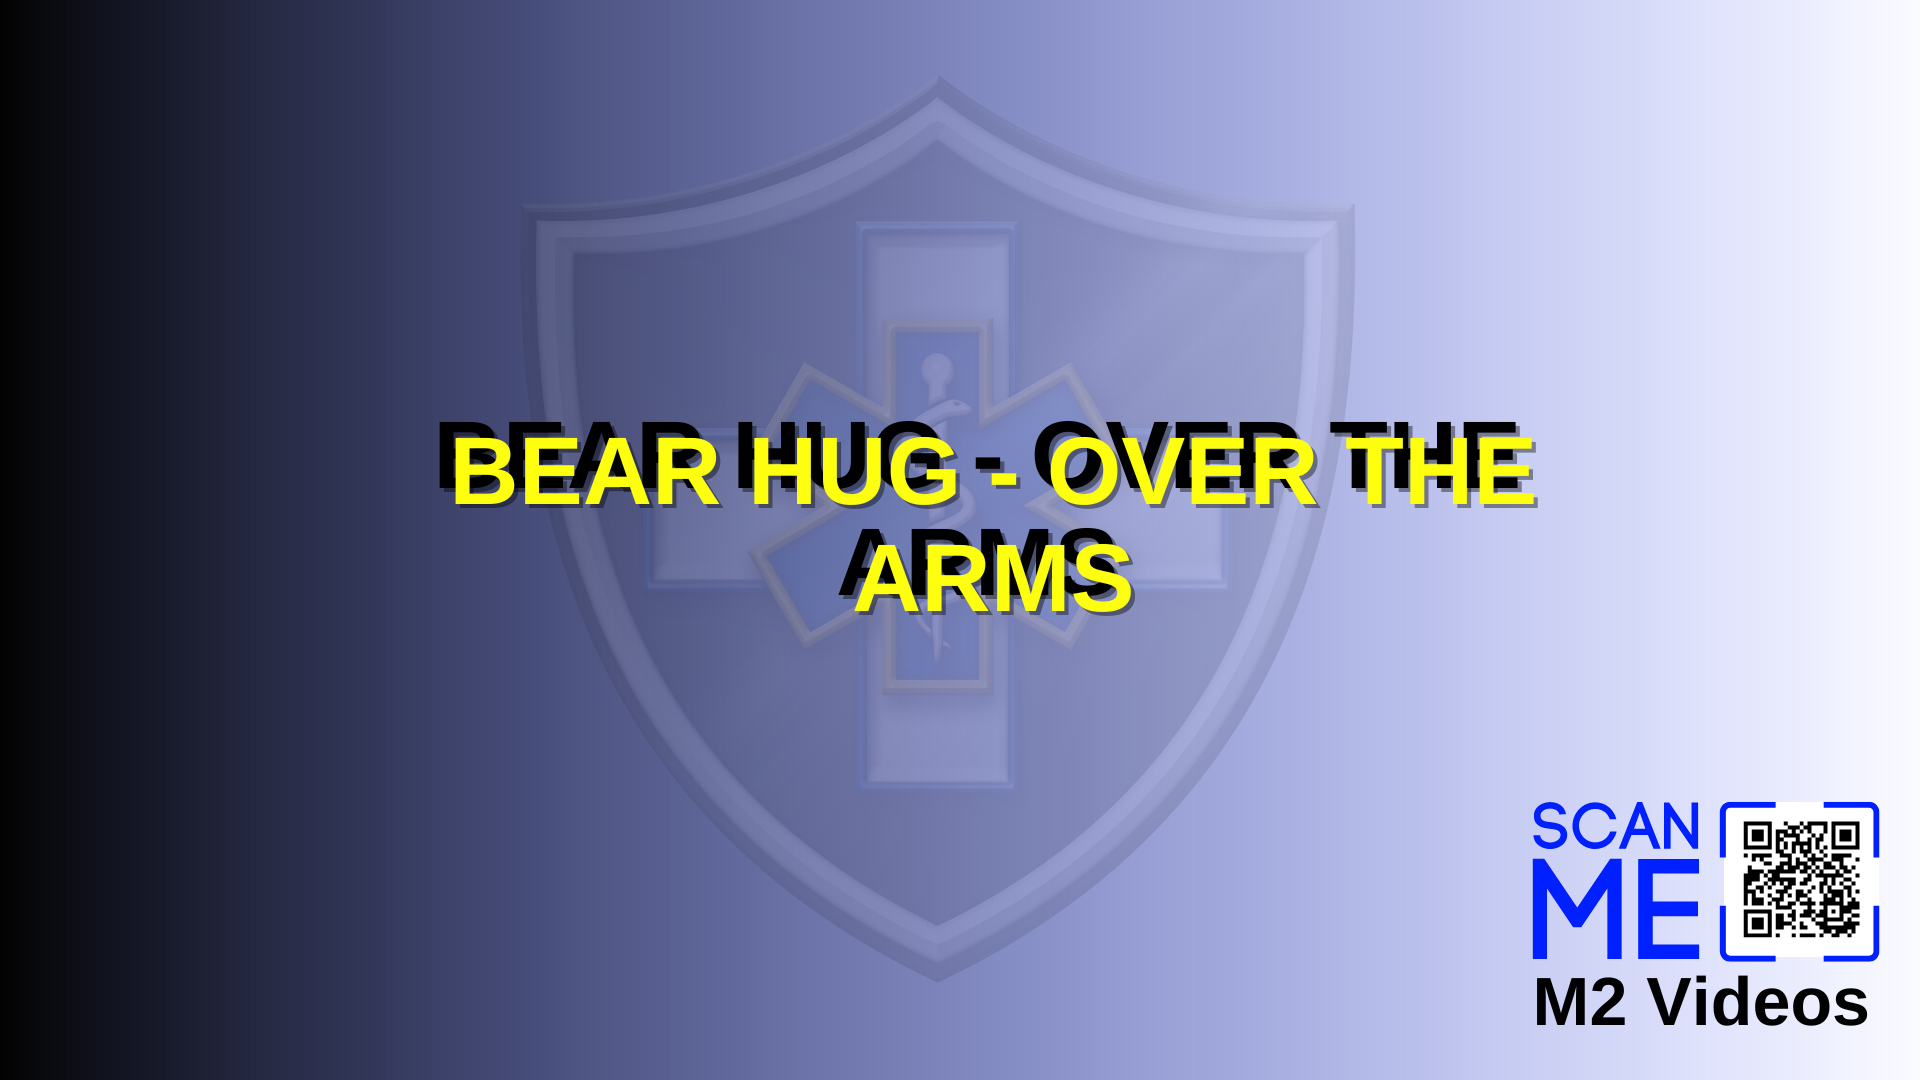 BEAR HUG - OVER THE
ARMS
SCAN
ME
M2 Videos